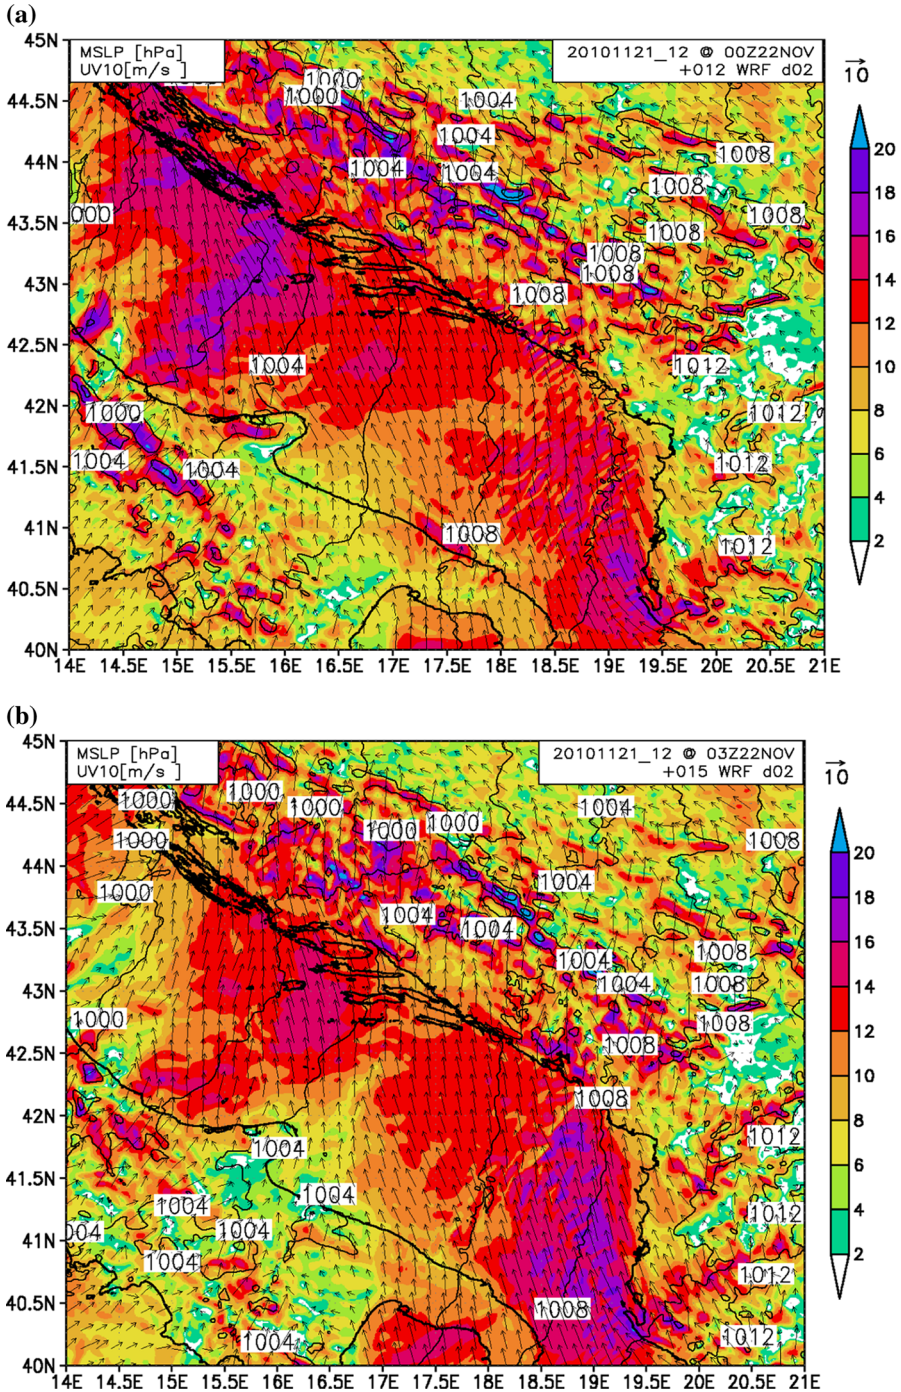 (a)
45N
MSLP [hPa]
UV10[m/s ]
20101121_12 @ 00Z22NOV
+012 WRF d02
10
1000
1000
1004
44.5N
1004
1008
20
44N
1004
1004
1008
18
43.5N
000
1008
1008
16
1008
1008
43N
1008
14
12
42.5N
1004
1012
10
42N
1000
1012
8
41.5N
1004
1004
1012
6
41N
1008
1012
4
2
40.5N
40N
14E 14.5E 15E 15.5E 16E 16.5E 17E 17.5E 18E 18.5E 19E 19.5E 20E 20.5E 21E
(b)
45N
MSLP [hPa]
UV10[m/s ]
20101121_12 @ 03Z22NOV
+015 WRF d02
10
1000
1000
1000
1004
44.5N
1000
1000
1000
1008
20
44N
1000
1004
18
43.5N
1004
1004
1008
16
1004
1004
1008
43N
1000
1008
14
1008
12
42.5N
10
1008
42N
1004
1012
8
41.5N
1004
1004
1012
6
41N
004
1004
1004
1012
4
2
40.5N
1008
1004
1012
40N
14E 14.5E 15E 15.5E 16E 16.5E 17E 17.5E 18E 18.5E 19E 19.5E 20E 20.5E 21E